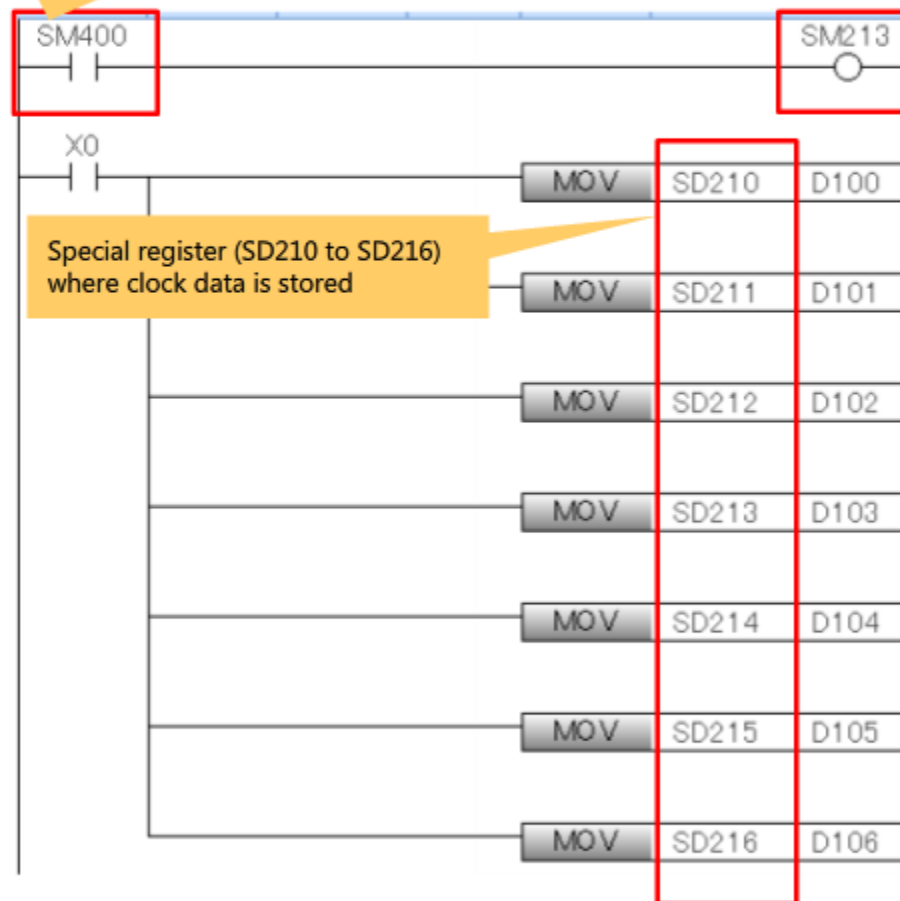 SM400 SM213
X0
MOV SD210 D100
Special register (SD210 to SD216)
where clock data is stored
MOV SD211 D101
MOV SD212 D102
MOV SD213 D103
MOV SD214 D104
MOV SD215 D105
MOV SD216 D106